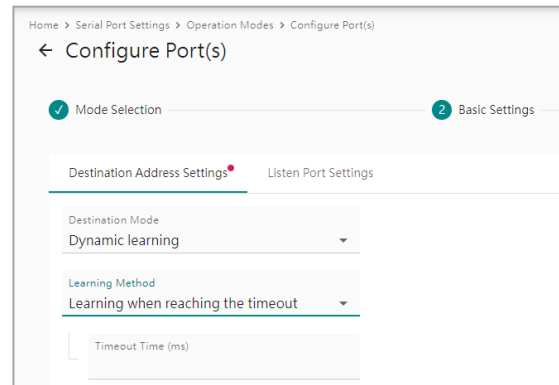 Home > Serial Port Settings > Operation Modes > Configure Port(s)
← Configure Port(s)
Mode Selection
2 Basic Settings
Destination Address Settings
Listen Port Settings
Destination Mode
Dynamic learning
Learning Method
Learning when reaching the timeout
Timeout Time (ms)